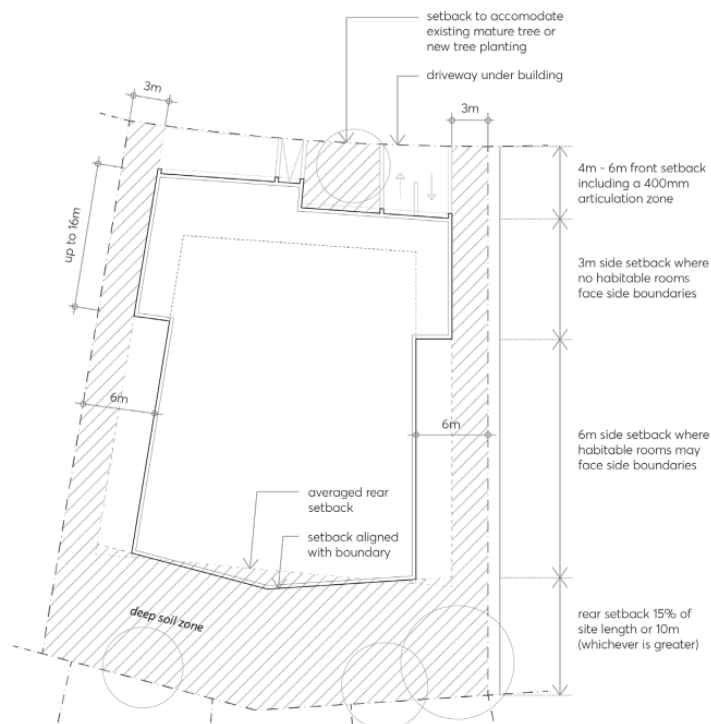 setback to accomodate
existing mature tree or
new tree planting
driveway under building
3m
3m
4m - 6m front setback
including a 400mm
articulation zone
up to 16m
3m side setback where
no habitable rooms
face side boundaries
6m
6m
6m side setback where
habitable rooms may
face side boundaries
averaged rear
setback
setback aligned
with boundary
deep soil zone
rear setback 15% of
site length or 10m
(whichever is greater)